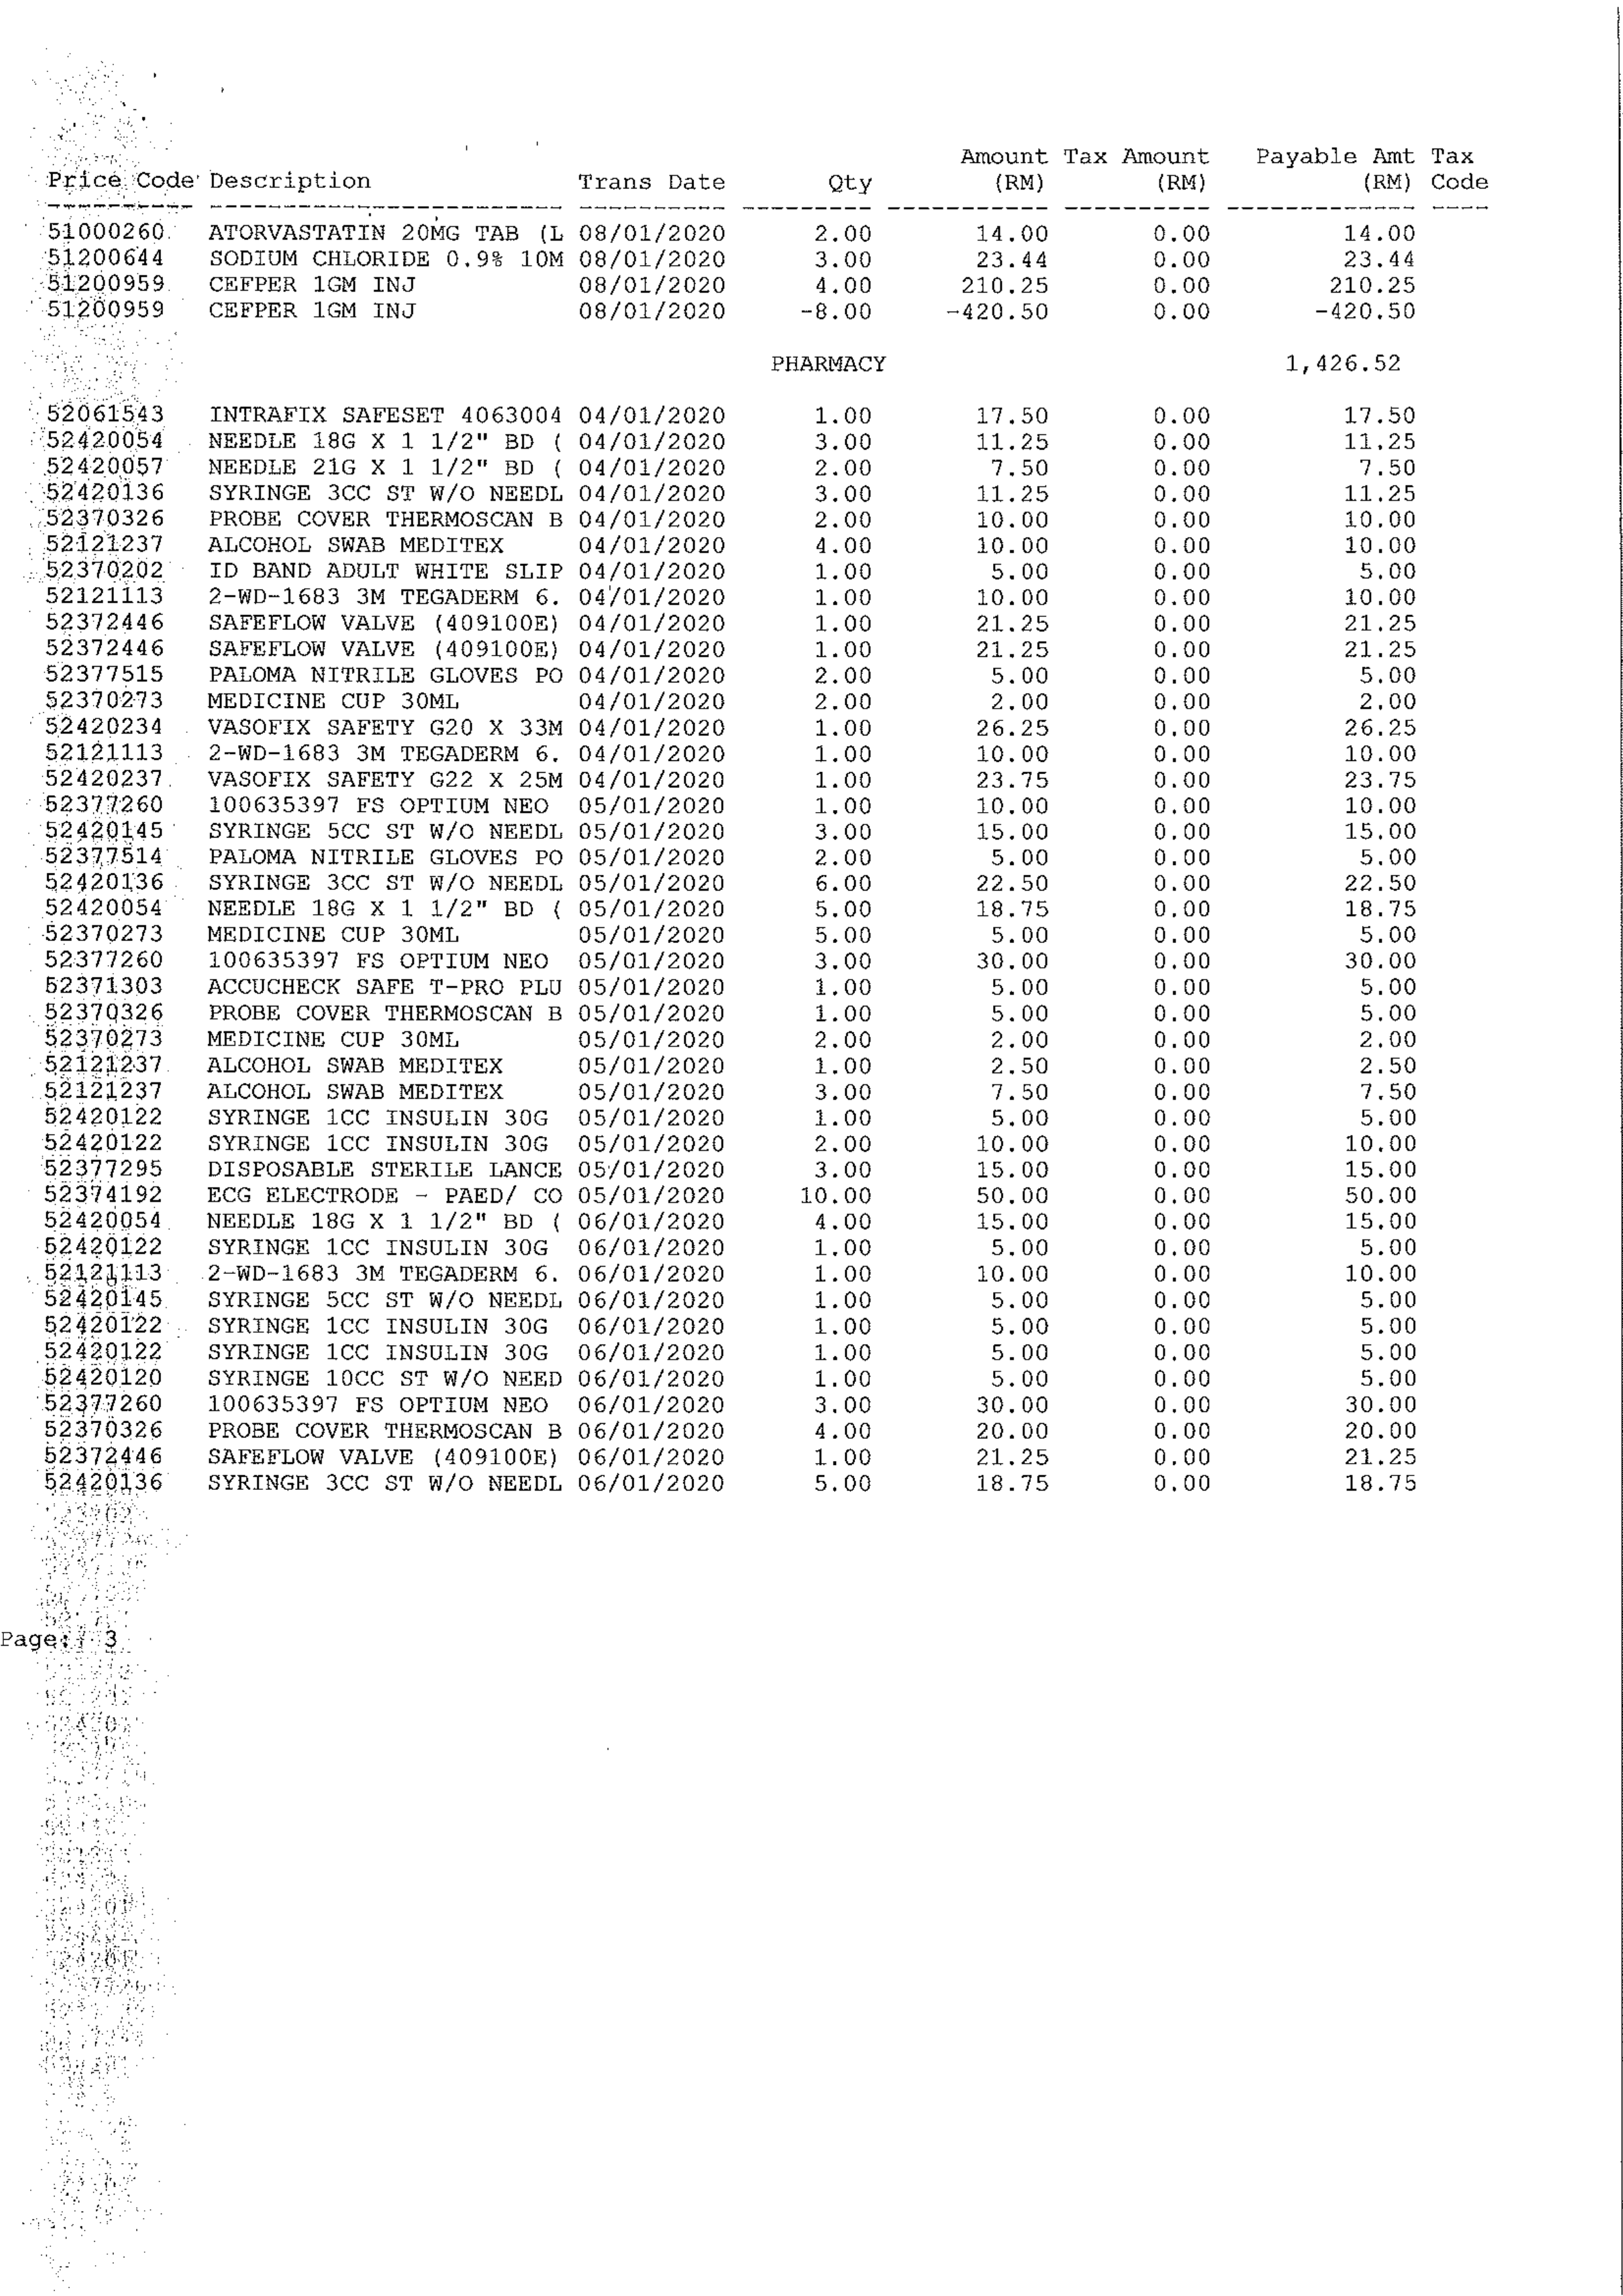 Amount Tax Amount Payable Amt Tax
Price Code Description Trans Date Qty (RM) (RM) (RM) Code
51000260 ATORVASTATIN 20MG TAB (L 08/01/2020 2.00 14.00 0.00 14.00
51200644 SODIUM CHLORIDE 0.9% 10M 08/01/2020 3.00 23.44 0.00 23.44
51200959 CEFPER 1GM INJ 08/01/2020 4.00 210.25 0.00 210.25
51200959 CEFPER 1GM INJ 08/01/2020 -8.00 -420.50 0.00 -420.50
PHARMACY 1,426.52
52061543 INTRAFIX SAFESET 4063004 04/01/2020 1.00 17.50 0.00 17.50
52420054 NEEDLE 18G X 1 1/2" BD ( 04/01/2020 3.00 11.25 0.00 11.25
52420057 NEEDLE 21G X 1 1/2" BD ( 04/01/2020 2.00 7.50 0.00 7.50
52420136 SYRINGE 3CC ST W/O NEEDL 04/01/2020 3.00 11.25 0.00 11.25
52370326 PROBE COVER THERMOSCAN B 04/01/2020 2.00 10.00 0.00 10.00
52121237 ALCOHOL SWAB MEDITEX 04/01/2020 4.00 10.00 0.00 10.00
52370202 ID BAND ADULT WHITE SLIP 04/01/2020 1.00 5.00 0.00 5.00
52121113 2-WD-1683 3M TEGADERM 6. 04/01/2020 1.00 10.00 0.00 10.00
52372446 SAFEFLOW VALVE (409100E) 04/01/2020 1.00 21.25 0.00 21.25
52372446 SAFEFLOW VALVE (409100E) 04/01/2020 1.00 21.25 0.00 21.25
52377515 PALOMA NITRILE GLOVES PO 04/01/2020 2.00 5.00 0.00 5.00
52370273 MEDICINE CUP 30ML 04/01/2020 2.00 2.00 0.00 2.00
52420234 VASOFIX SAFETY G20 X 33M 04/01/2020 1.00 26.25 0.00 26.25
52121113 2-WD-1683 3M TEGADERM 6. 04/01/2020 1.00 10.00 0.00 10.00
52420237 VASOFIX SAFETY G22 X 25M 04/01/2020 1.00 23.75 0.00 23.75
52377260 100635397 FS OPTIUM NEO 05/01/2020 1.00 10.00 0.00 10.00
52420145 SYRINGE 5CC ST W/O NEEDL 05/01/2020 3.00 15.00 0.00 15.00
52377514 PALOMA NITRILE GLOVES PO 05/01/2020 2.00 5.00 0.00 5.00
52420136 SYRINGE 3CC ST W/O NEEDL 05/01/2020 6.00 22.50 0.00 22.50
52420054 NEEDLE 18G X 1 1/2" BD ( 05/01/2020 5.00 18.75 0.00 18.75
52370273 MEDICINE CUP 30ML 05/01/2020 5.00 5.00 0.00 5.00
52377260 100635397 FS OPTIUM NEO 05/01/2020 3.00 30.00 0.00 30.00
52371303 ACCUCHECK SAFE T-PRO PLU 05/01/2020 1.00 5.00 0.00 5.00
52370326 PROBE COVER THERMOSCAN B 05/01/2020 1.00 5.00 0.00 5.00
52370273 MEDICINE CUP 30ML 05/01/2020 2.00 2.00 0.00 2.00
52121237 ALCOHOL SWAB MEDITEX 05/01/2020 1.00 2.50 0.00 2.50
52121237 ALCOHOL SWAB MEDITEX 05/01/2020 3.00 7.50 0.00 7.50
52420122 SYRINGE 1CC INSULIN 30G 05/01/2020 1.00 5.00 0.00 5.00
52420122 SYRINGE 1CC INSULIN 30G 05/01/2020 2.00 10.00 0.00 10.00
52377295 DISPOSABLE STERILE LANCE 05/01/2020 3.00 15.00 0.00 15.00
52374192 ECG ELECTRODE - PAED/ CO 05/01/2020 10.00 50.00 0.00 50.00
52420054 NEEDLE 18G X 1 1/2" BD ( 06/01/2020 4.00 15.00 0.00 15.00
52420122 SYRINGE 1CC INSULIN 30G 06/01/2020 1.00 5.00 0.00 5.00
52121113 2-WD-1683 3M TEGADERM 6. 06/01/2020 1.00 10.00 0.00 10.00
52420145 SYRINGE 5CC ST W/O NEEDL 06/01/2020 1.00 5.00 0.00 5.00
52420122 SYRINGE 1CC INSULIN 30G 06/01/2020 1.00 5.00 0.00 5.00
52420122 SYRINGE 1CC INSULIN 30G 06/01/2020 1.00 5.00 0.00 5.00
52420120 SYRINGE 10CC ST W/O NEED 06/01/2020 1.00 5.00 0.00 5.00
52377260 100635397 FS OPTIUM NEO 06/01/2020 3.00 30.00 0.00 30.00
52370326 PROBE COVER THERMOSCAN B 06/01/2020 4.00 20.00 0.00 20.00
52372446 SAFEFLOW VALVE (409100E) 06/01/2020 1.00 21.25 0.00 21.25
52420136 SYRINGE 3CC ST W/O NEEDL 06/01/2020 5.00 18.75 0.00 18.75
Page: 3